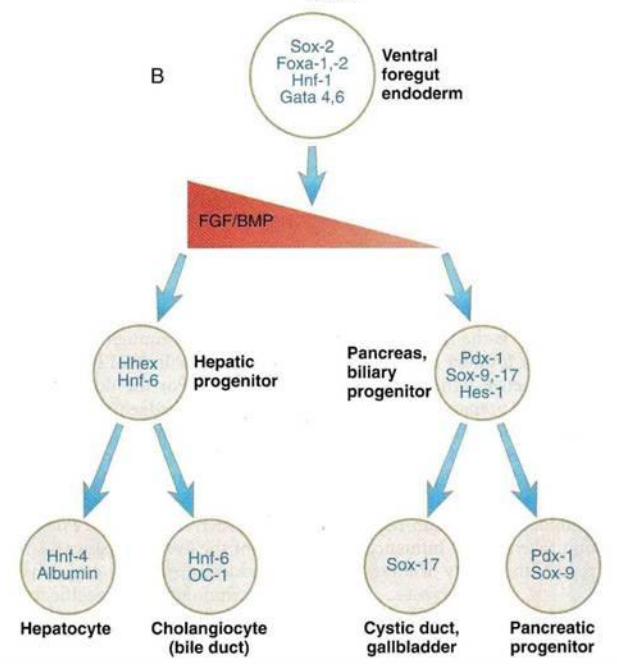 B
Sox-2
Foxa-1,-2
Hnf-1
Gata 4,6
Ventral
foregut
endoderm
FGF/BMP
Hhex
Hnf-6
Hepatic
progenitor
Pancreas,
biliary
progenitor
Pdx-1
Sox-9,-17
Hes-1
Hnf-4
Albumin
Hepatocyte
Hnf-6
OC-1
Cholangiocyte
(bile duct)
Sox-17
Cystic duct,
gallbladder
Pdx-1
Sox-9
Pancreatic
progenitor